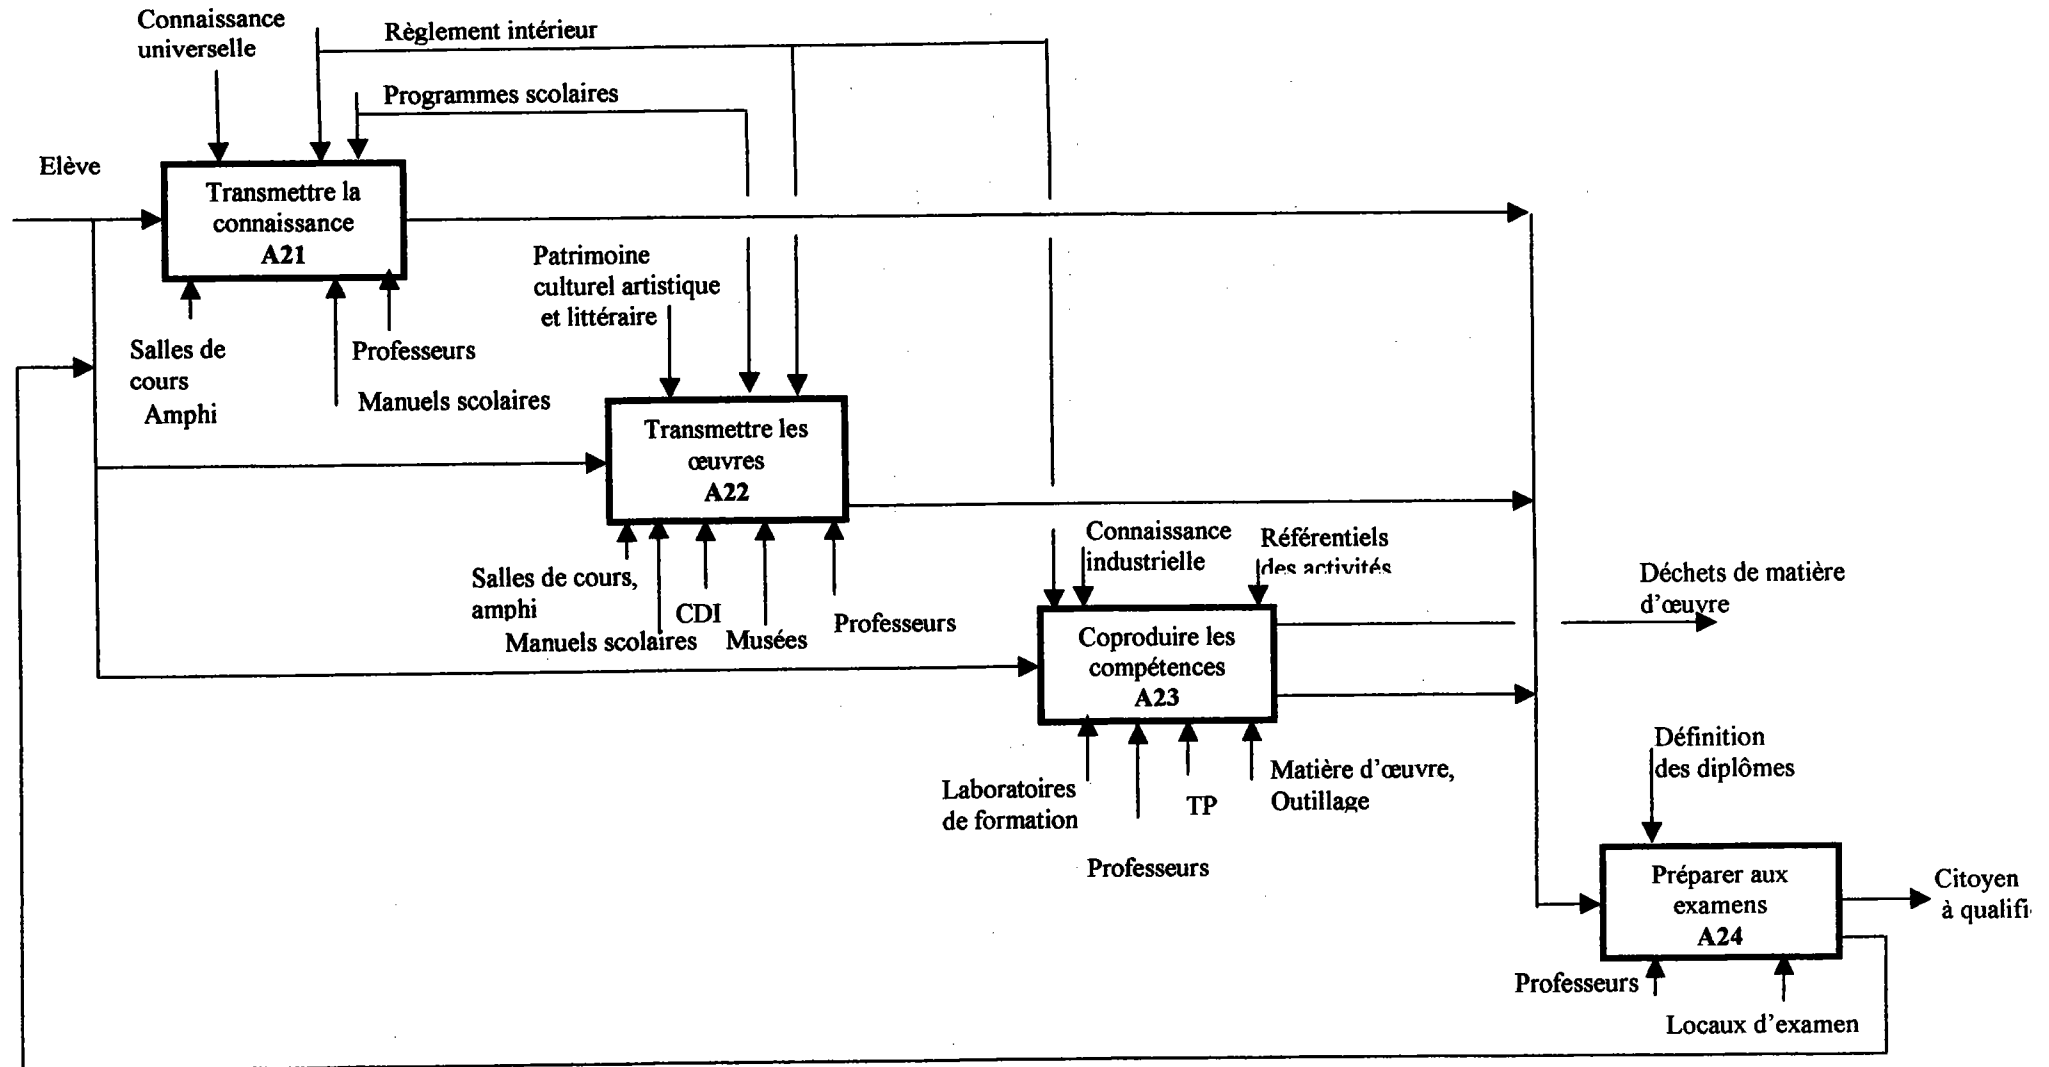 Connaissance
universelle
Règlement intérieur
Programmes scolaires
Elève
Transmettre la
connaissance
A21
Salles de
cours
Amphi
Professeurs
Manuels scolaires
Patrimoine
culturel artistique
et littéraire
Transmettre les
œuvres
A22
Salles de cours,
amphi
Manuels scolaires
CDI
Musées
Professeurs
Connaissance
industrielle
Référentiels
des activités
Coproduire les
compétences
A23
Déchets de matière
d'œuvre
Laboratoires
de formation
Professeurs
TP
Matière d'œuvre,
Outillage
Définition
des diplômes
Préparer aux
examens
A24
Citoyen
à qualifi
Professeurs
Locaux d'examen